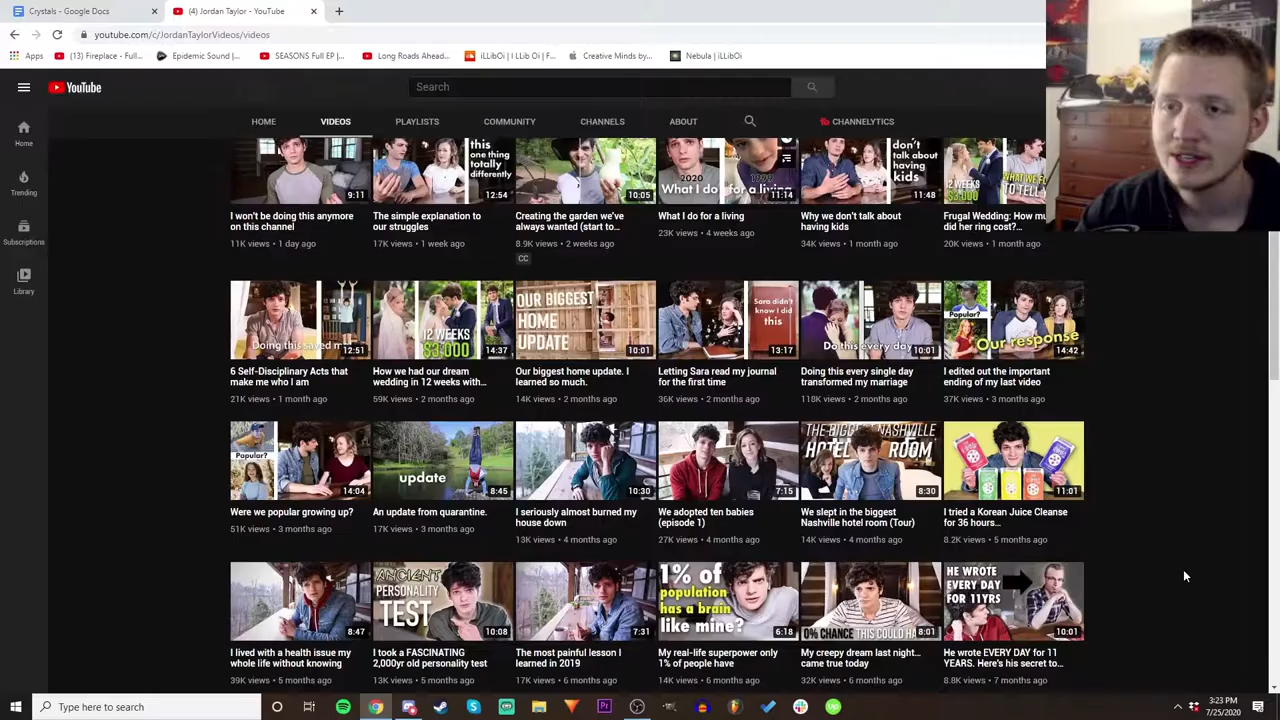 Crystals - Google Docs
(4) Jordan Taylor - YouTube
youtube.com/c/JordanTaylorVideos/videos
Apps
(13) Fireplace - Full...
Epidemic Sound |...
SEASONS Full EP |...
Long Roads Ahead...
iLLibOi | I LLib Oi | F...
Creative Minds by...
Nebula | iLLibOi
YouTube
Search
HOME VIDEOS PLAYLISTS COMMUNITY CHANNELS ABOUT CHANNELYTICS
Home
Trending
Subscriptions
Library
9:11
this
one thing
totally
differently
12:54
10:05
2020
What I do for a living
11:14
don't
talk about
having
kids
11:48
12 WEEKS
$3,000
I won't be doing this anymore
on this channel
11K views • 1 day ago
The simple explanation to
our struggles
17K views • 1 week ago
Creating the garden we've
always wanted (start to...
8.9K views • 2 weeks ago
CC
What I do for a living
23K views • 4 weeks ago
Why we don't talk about
having kids
34K views • 1 month ago
Frugal Wedding: How mu
did her ring cost?...
20K views • 1 month ago
Doing this saved m
12:51
12 WEEKS
$3,000
14:37
OUR BIGGEST
HOME
UPDATE
10:01
Sara didn't
know I did
this
13:17
Do this every day
10:01
Popular?
Our response
14:42
6 Self-Disciplinary Acts that
make me who I am
21K views • 1 month ago
How we had our dream
wedding in 12 weeks with...
59K views • 2 months ago
Our biggest home update. I
learned so much.
14K views • 2 months ago
Letting Sara read my journal
for the first time
36K views • 2 months ago
Doing this every single day
transformed my marriage
118K views • 2 months ago
I edited out the important
ending of my last video
37K views • 3 months ago
Popular?
14:04
update
8:45
10:30
7:15
THE BIGGEST NASHVILLE
HOTEL ROOM
8:30
11:01
Were we popular growing up?
51K views • 3 months ago
An update from quarantine.
17K views • 3 months ago
I seriously almost burned my
house down
13K views • 4 months ago
We adopted ten babies
(episode 1)
27K views • 4 months ago
We slept in the biggest
Nashville hotel room (Tour)
14K views • 4 months ago
I tried a Korean Juice Cleanse
for 36 hours...
8.2K views • 5 months ago
8:47
ANCIENT
PERSONALITY
TEST
10:08
7:31
1% of
population
has a brain
like mine?
6:18
0% CHANCE THIS COULD HA
8:01
HE WROTE
EVERY DAY
FOR 11YRS
10:01
I lived with a health issue my
whole life without knowing
39K views • 5 months ago
I took a FASCINATING
2,000yr old personality test
13K views • 5 months ago
The most painful lesson I
learned in 2019
17K views • 6 months ago
My real-life superpower only
1% of people have
14K views • 6 months ago
My creepy dream last night...
came true today
32K views • 6 months ago
He wrote EVERY DAY for 11
YEARS. Here's his secret to...
8.8K views • 7 months ago
Type here to search
3:23 PM
7/25/2020